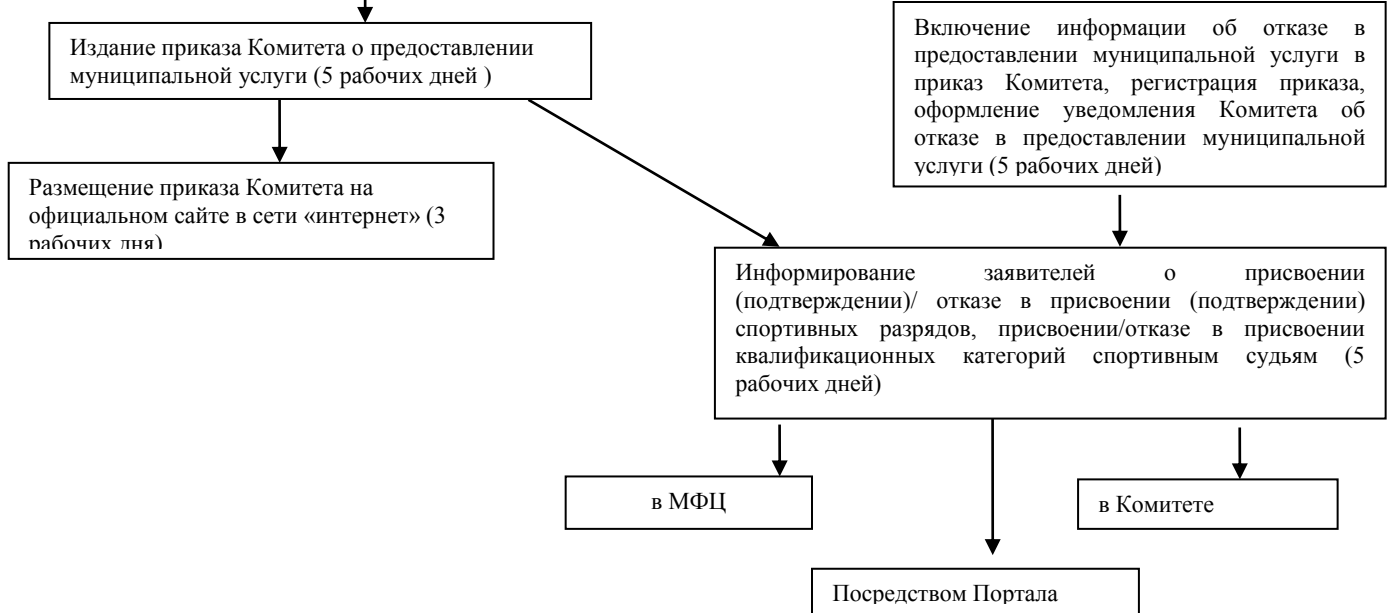 Издание приказа Комитета о предоставлении
муниципальной услуги (5 рабочих дней )
Включение информации об отказе в
предоставлении муниципальной услуги в
приказ Комитета, регистрация приказа,
оформление уведомления Комитета об
отказе в предоставлении муниципальной
услуги (5 рабочих дней)
Размещение приказа Комитета на
официальном сайте в сети «интернет» (3
рабочих дня)
Информирование заявителей о присвоении
(подтверждении)/ отказе в присвоении (подтверждении)
спортивных разрядов, присвоении/отказе в присвоении
квалификационных категорий спортивным судьям (5
рабочих дней)
в МФЦ
в Комитете
Посредством Портала